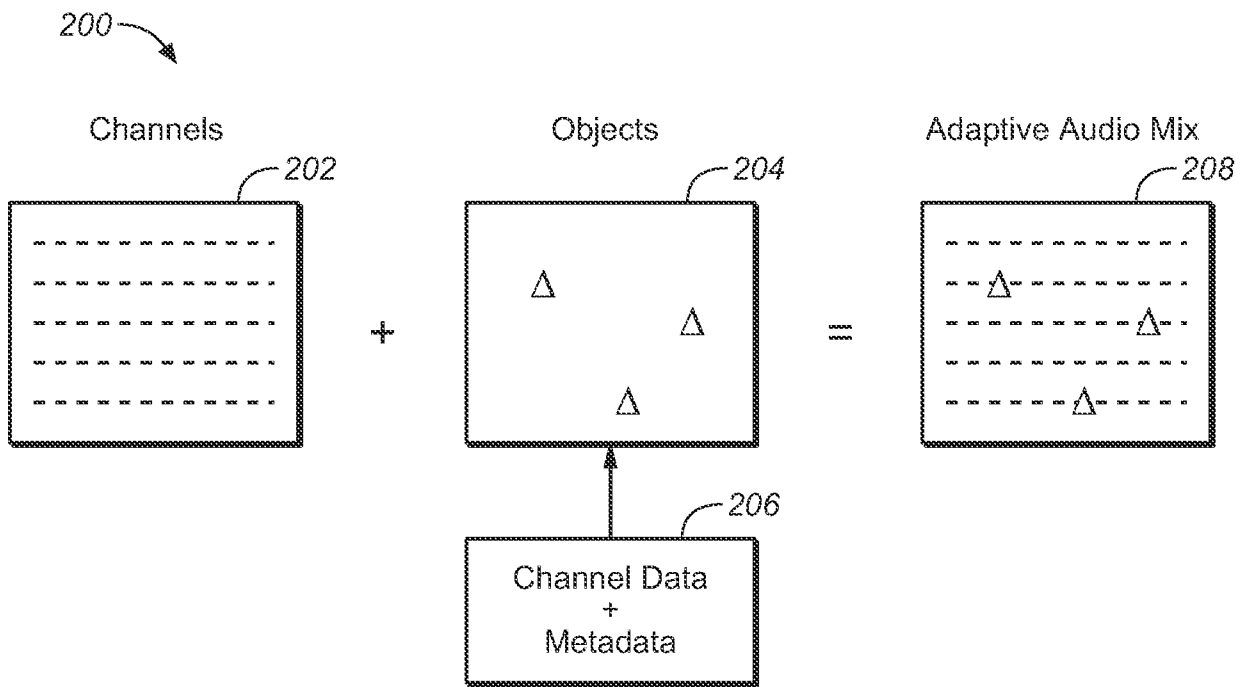 200
Channels
Objects
Adaptive Audio Mix
202
204
208
+
=
206
Channel Data
+
Metadata